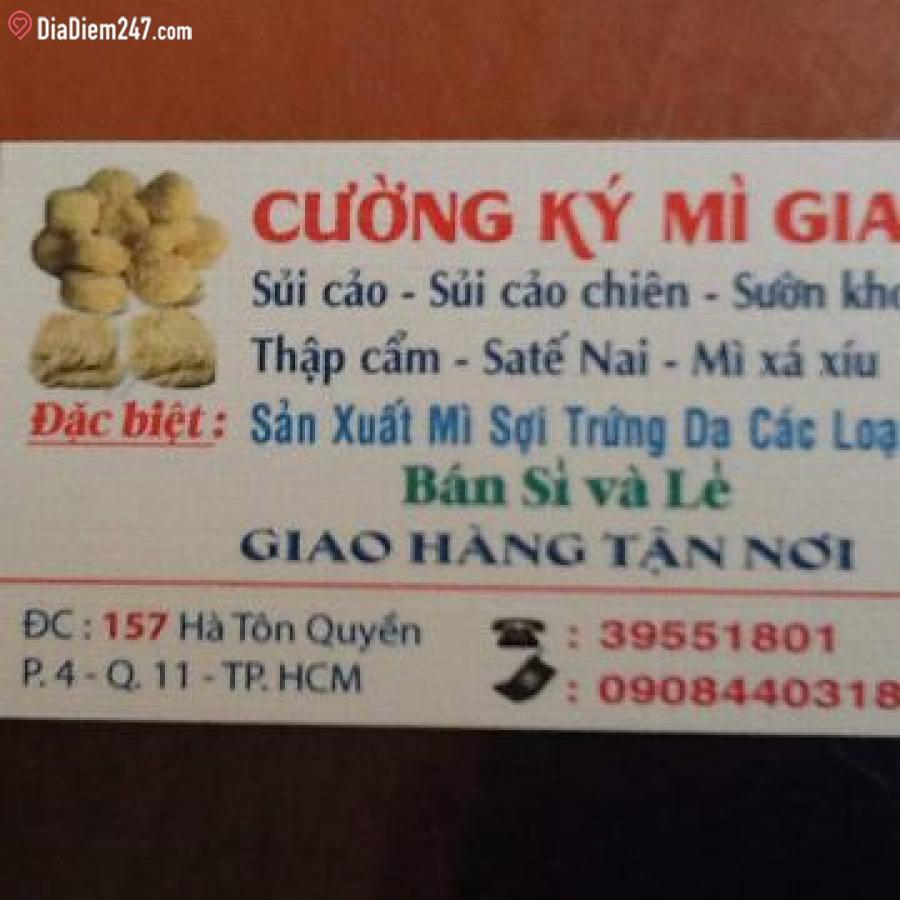 DiaDiem247.com
CƯỜNG KÝ MÌ GIA
Sủi cảo - Sủi cảo chiên - Sườn kho
Thập cẩm - Satế Nai - Mì xá xíu
Đặc biệt : Sản Xuất Mì Sợi Trứng Da Các Loạ
Bán Sỉ và Lẻ
GIAO HÀNG TẬN NƠI
ĐC : 157 Hà Tôn Quyền
P. 4 - Q. 11 - TP. HCM
: 39551801
: 0908440318